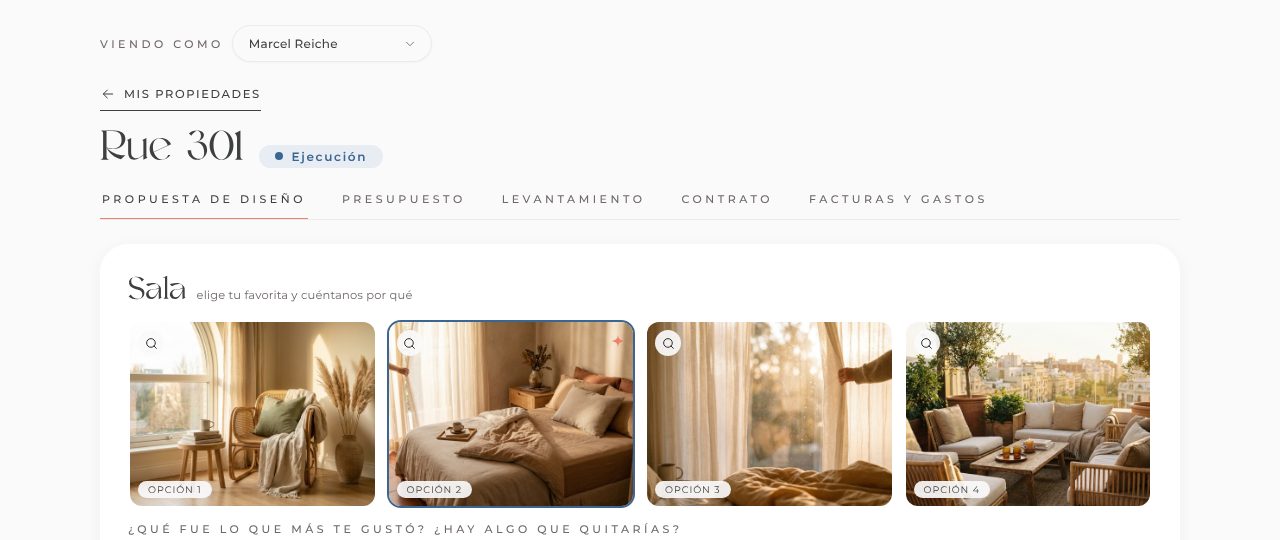 VIENDO COMO Marcel Reiche
MIS PROPIEDADES
Rue 301 Ejecución
PROPUESTA DE DISEÑO PRESUPUESTO LEVANTAMIENTO CONTRATO FACTURAS Y GASTOS
Sala elige tu favorita y cuéntanos por qué
OPCIÓN 1 OPCIÓN 2 OPCIÓN 3 OPCIÓN 4
¿QUÉ FUE LO QUE MÁS TE GUSTÓ? ¿HAY ALGO QUE QUITARÍAS?